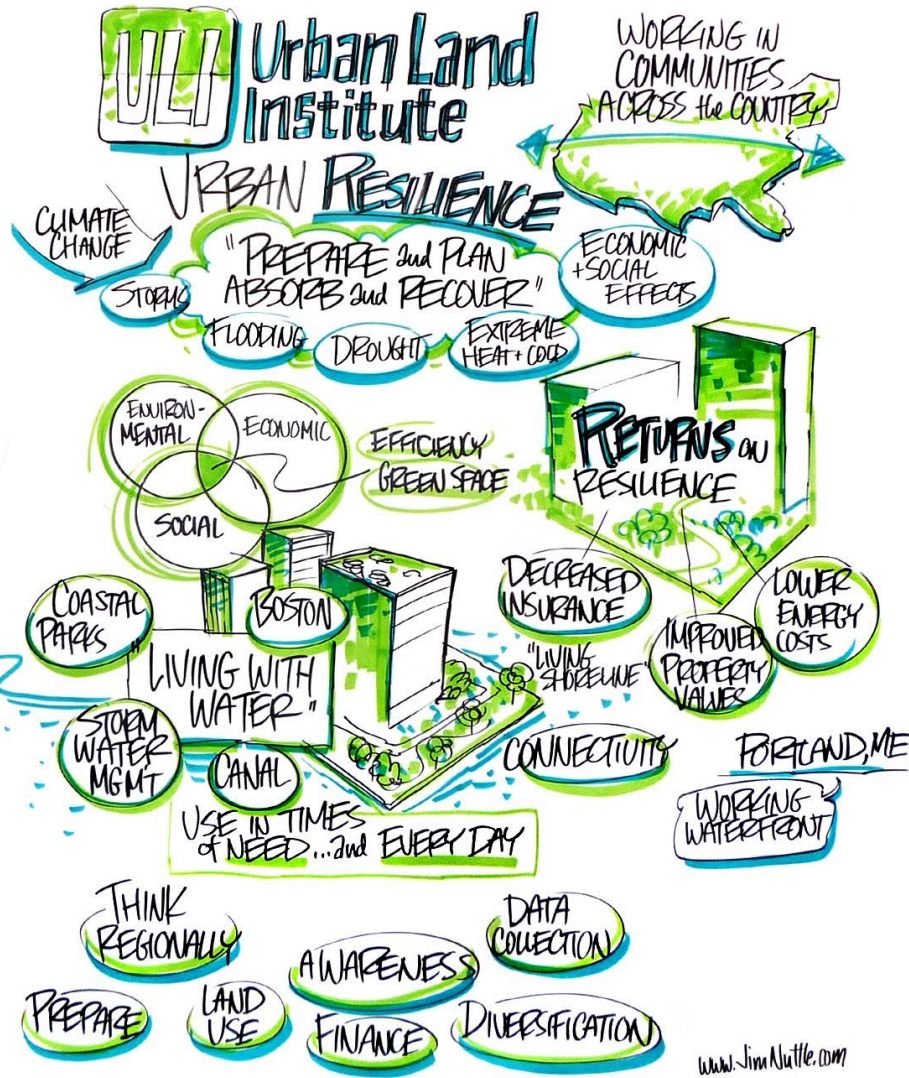 ULI
Urban Land
Institute
WORKING IN
COMMUNITIES
ACROSS the COUNTRY
URBAN RESILIENCE
CLIMATE
CHANGE
"PREPARE and PLAN
ABSORB and RECOVER"
ECONOMIC
+ SOCIAL
EFFECTS
STORMS
FLOODING
DROUGHT
EXTREME
HEAT + COLD
ENVIRON-
MENTAL
ECONOMIC
SOCIAL
EFFICIENCY
GREEN SPACE
RETURNS ON
RESILIENCE
DECREASED
INSURANCE
IMPROVED
PROPERTY
VALUES
LOWER
ENERGY
COSTS
COASTAL
PARKS
BOSTON
"LIVING WITH
WATER"
"LIVING
SHORELINE"
STORM
WATER
MGMT
CANAL
CONNECTIVITY
PORTLAND, ME
WORKING
WATERFRONT
USE IN TIMES
of NEED...and EVERY DAY
THINK
REGIONALLY
DATA
COLLECTION
AWARENESS
PREPARE
LAND
USE
FINANCE
DIVERSIFICATION
www.JimNuttle.com